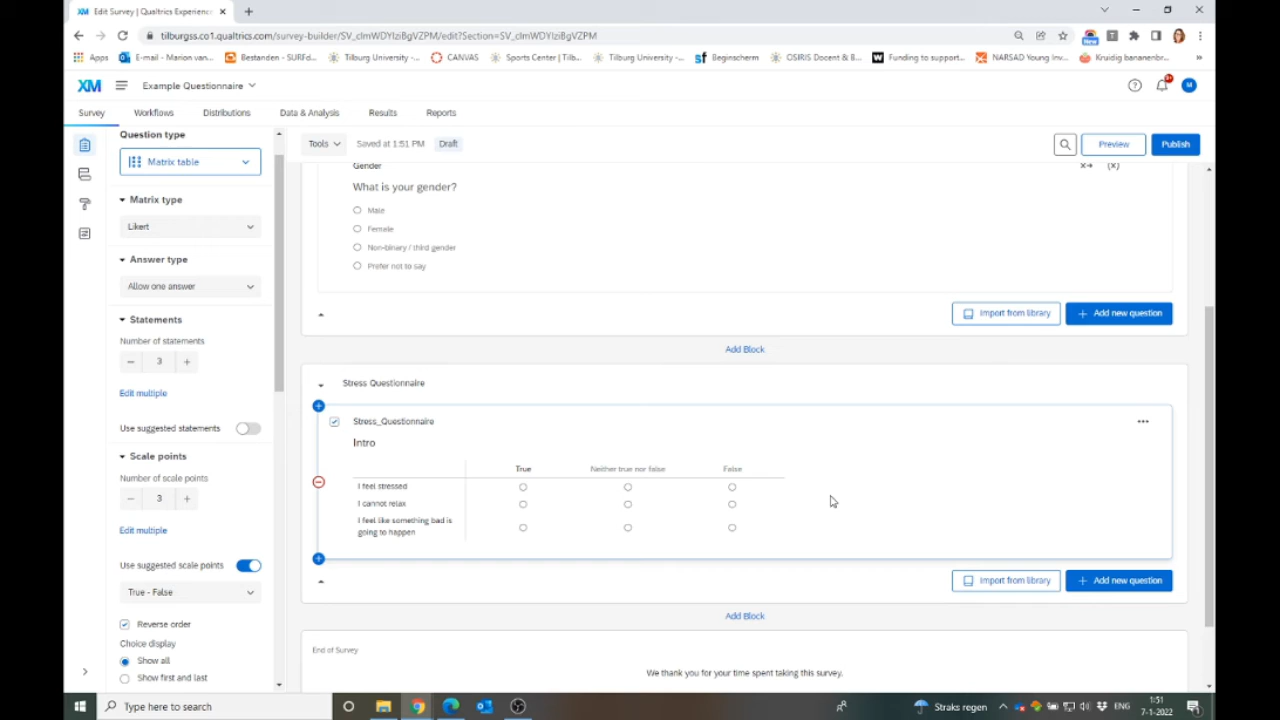 XM Edit Survey | Qualtrics Experience
tilburgss.co1.qualtrics.com/survey-builder/SV_clmWDYIziBgVZPM/edit?Section=SV_clmWDYIziBgVZPM
Apps E-mail - Marion van... Bestanden - SURFd... Tilburg University -... CANVAS Sports Center | Tilb... Tilburg University -... sf Beginscherm OSIRIS Docent & B... W Funding to support... NARSAD Young Inv... Kruidig bananenbr... »
XM Example Questionnaire
Survey Workflows Distributions Data & Analysis Results Reports
Question type
Matrix table
Matrix type
Likert
Answer type
Allow one answer
Statements
Number of statements
3
Edit multiple
Use suggested statements
Scale points
Number of scale points
3
Edit multiple
Use suggested scale points
True - False
Reverse order
Choice display
Show all
Show first and last
Tools Saved at 1:51 PM Draft Preview Publish
Gender
What is your gender?
Male
Female
Non-binary / third gender
Prefer not to say
Import from library + Add new question
Add Block
Stress Questionnaire
Stress_Questionnaire
Intro
True Neither true nor false False
I feel stressed
I cannot relax
I feel like something bad is
going to happen
Import from library + Add new question
Add Block
End of Survey
We thank you for your time spent taking this survey.
Type here to search
Straks regen ENG 1:51
7-1-2022